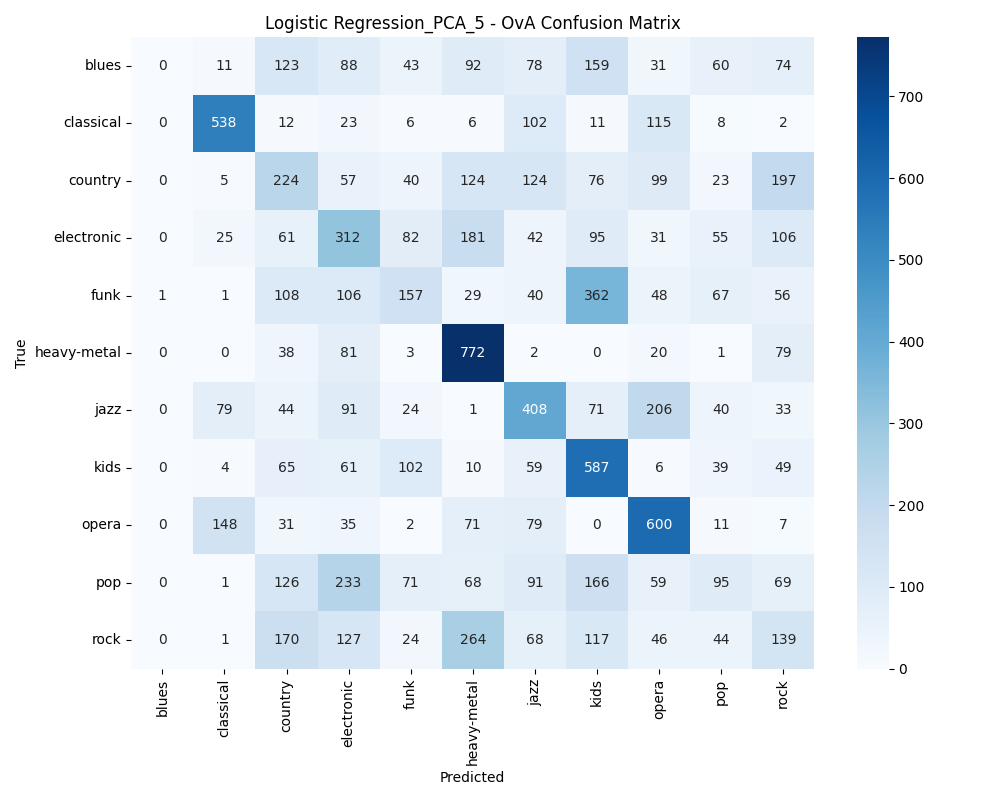 Logistic Regression_PCA_5 - OvA Confusion Matrix
blues 0 11 123 88 43 92 78 159 31 60 74
classical 0 538 12 23 6 6 102 11 115 8 2
country 0 5 224 57 40 124 124 76 99 23 197
electronic 0 25 61 312 82 181 42 95 31 55 106
funk 1 1 108 106 157 29 40 362 48 67 56
heavy-metal 0 0 38 81 3 772 2 0 20 1 79
jazz 0 79 44 91 24 1 408 71 206 40 33
kids 0 4 65 61 102 10 59 587 6 39 49
opera 0 148 31 35 2 71 79 0 600 11 7
pop 0 1 126 233 71 68 91 166 59 95 69
rock 0 1 170 127 24 264 68 117 46 44 139
True
blues classical country electronic funk heavy-metal jazz kids opera pop rock
Predicted
700
600
500
400
300
200
100
0